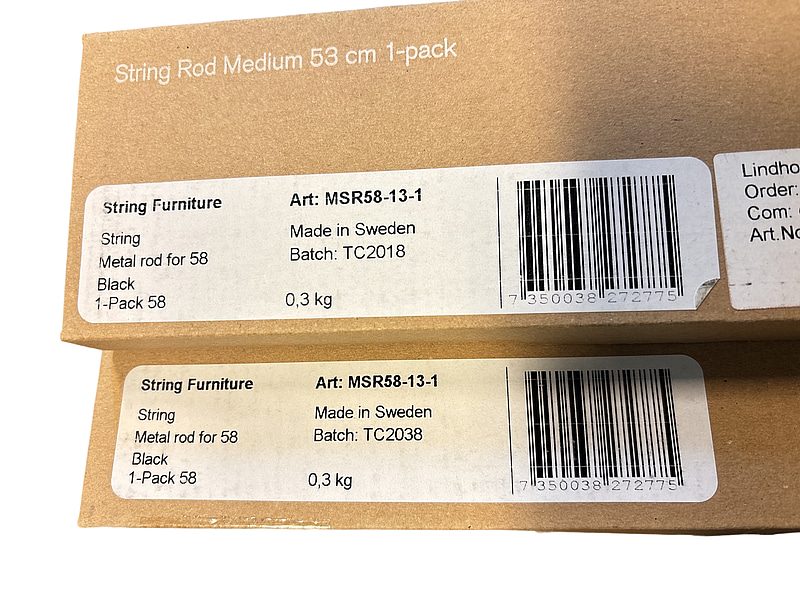 String Rod Medium 53 cm 1-pack
String Furniture
Art: MSR58-13-1
String
Metal rod for 58
Black
1-Pack 58
Made in Sweden
Batch: TC2018
0,3 kg
7 350038 272775
Lindho
Order:
Com:
Art.No
String Furniture
Art: MSR58-13-1
String
Metal rod for 58
Black
1-Pack 58
Made in Sweden
Batch: TC2038
0,3 kg
7 350038 272775